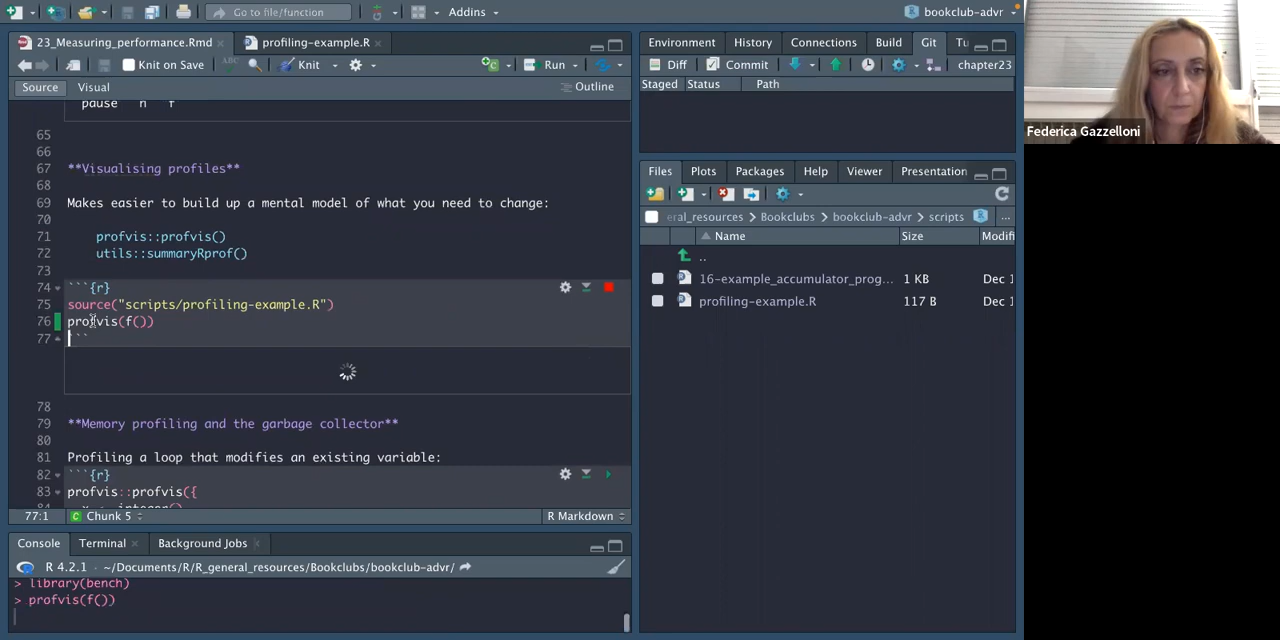 Go to file/function
Addins
bookclub-advr
23_Measuring_performance.Rmd
profiling-example.R
Knit on Save
Knit
Run
Source
Visual
Outline
pause n f
65
66
67 **Visualising profiles**
68
69 Makes easier to build up a mental model of what you need to change:
70
71 profvis::profvis()
72 utils::summaryRprof()
73
74 ```{r}
75 source("scripts/profiling-example.R")
76 profvis(f())
77 ```
78
79 **Memory profiling and the garbage collector**
80
81 Profiling a loop that modifies an existing variable:
82 ```{r}
83 profvis::profvis({
84 x <- integer()
77:1
C Chunk 5
R Markdown
Console
Terminal
Background Jobs
R 4.2.1 · ~/Documents/R/R_general_resources/Bookclubs/bookclub-advr/
> library(bench)
> profvis(f())
Environment
History
Connections
Build
Git
Tu
Diff
Commit
chapter23
Staged
Status
Path
Files
Plots
Packages
Help
Viewer
Presentation
eral_resources > Bookclubs > bookclub-advr > scripts
...
Name
Size
Modifi
..
16-example_accumulator_prog... 1 KB Dec 1
profiling-example.R 117 B Dec 1
Federica Gazzelloni